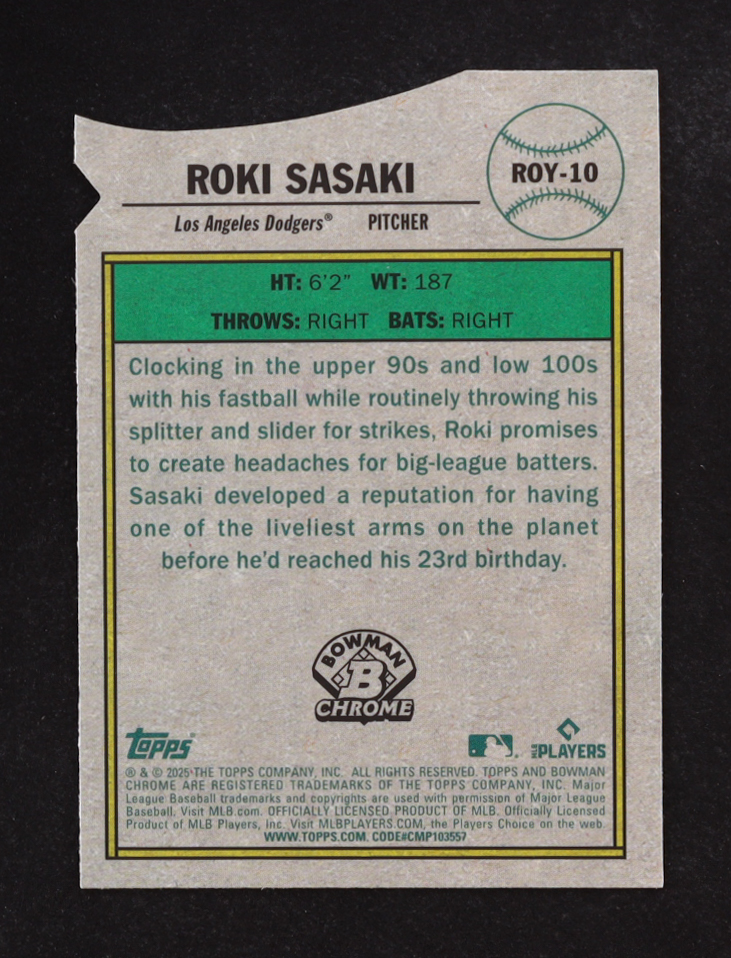 ROKI SASAKI
Los Angeles Dodgers® PITCHER
ROY-10
HT: 6'2" WT: 187
THROWS: RIGHT BATS: RIGHT
Clocking in the upper 90s and low 100s
with his fastball while routinely throwing his
splitter and slider for strikes, Roki promises
to create headaches for big-league batters.
Sasaki developed a reputation for having
one of the liveliest arms on the planet
before he'd reached his 23rd birthday.
BOWMAN
B
CHROME
Topps®
MLB PLAYERS
® & © 2025 THE TOPPS COMPANY, INC. ALL RIGHTS RESERVED. TOPPS AND BOWMAN
CHROME ARE REGISTERED TRADEMARKS OF THE TOPPS COMPANY, INC. Major
League Baseball trademarks and copyrights are used with permission of Major League
Baseball. Visit MLB.com. OFFICIALLY LICENSED PRODUCT OF MLB. Officially Licensed
Product of MLB Players, Inc. Visit MLBPLAYERS.COM, the Players Choice on the web.
WWW.TOPPS.COM. CODE#CMP103557